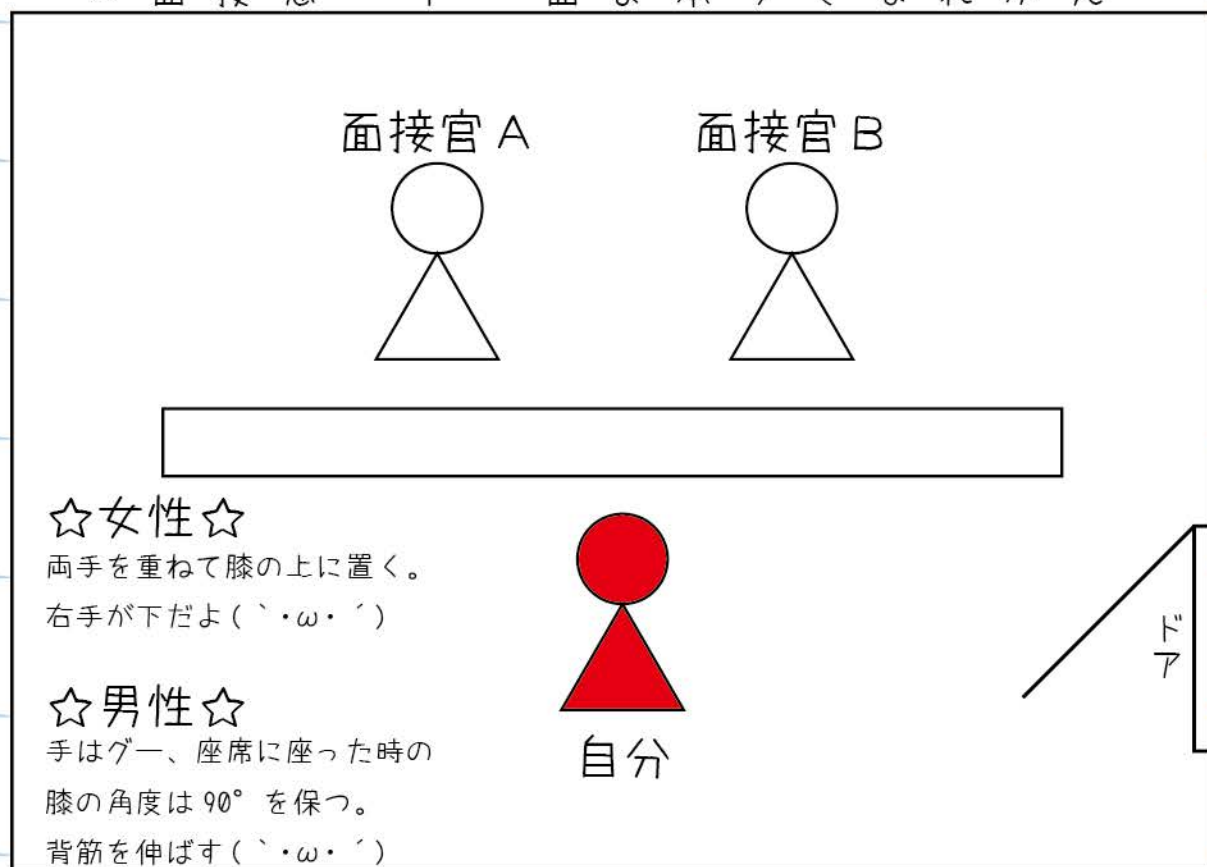 面接官A
面接官B
☆女性☆
両手を重ねて膝の上に置く。
右手が下だよ(｀・ω・´)
☆男性☆
手はグー、座席に座った時の
膝の角度は90°を保つ。
背筋を伸ばす(｀・ω・´)
自分
ドア